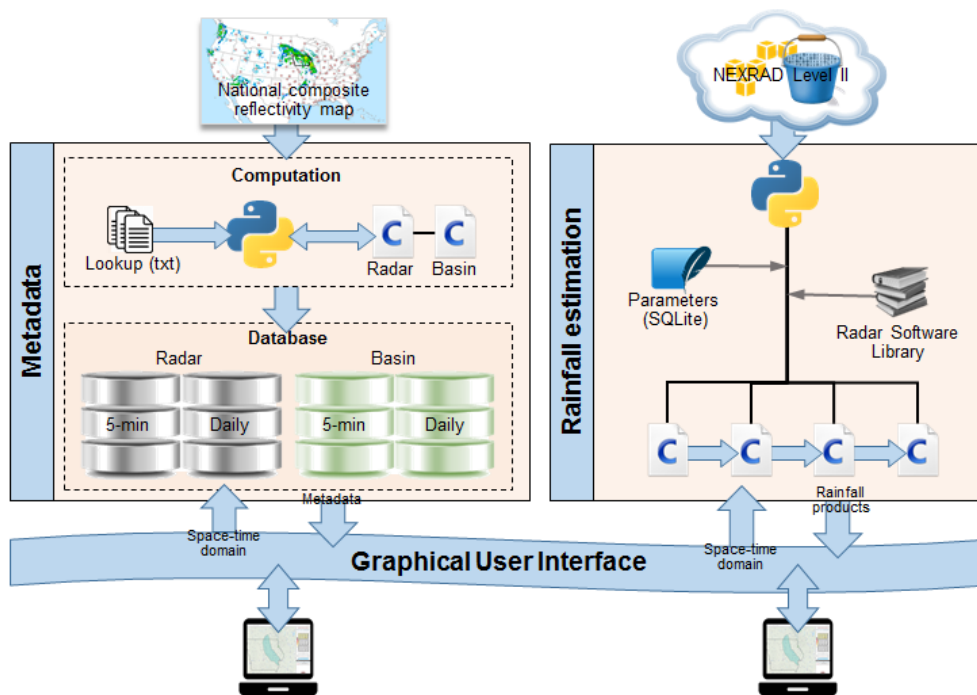 National composite
reflectivity map
NEXRAD Level II
Metadata
Computation
Lookup (txt)
C
C
Radar
Basin
Database
Radar
Basin
5-min
Daily
5-min
Daily
Rainfall estimation
Parameters
(SQLite)
Radar Software
Library
C
C
C
C
Space-time
domain
Metadata
Space-time
domain
Rainfall
products
Graphical User Interface